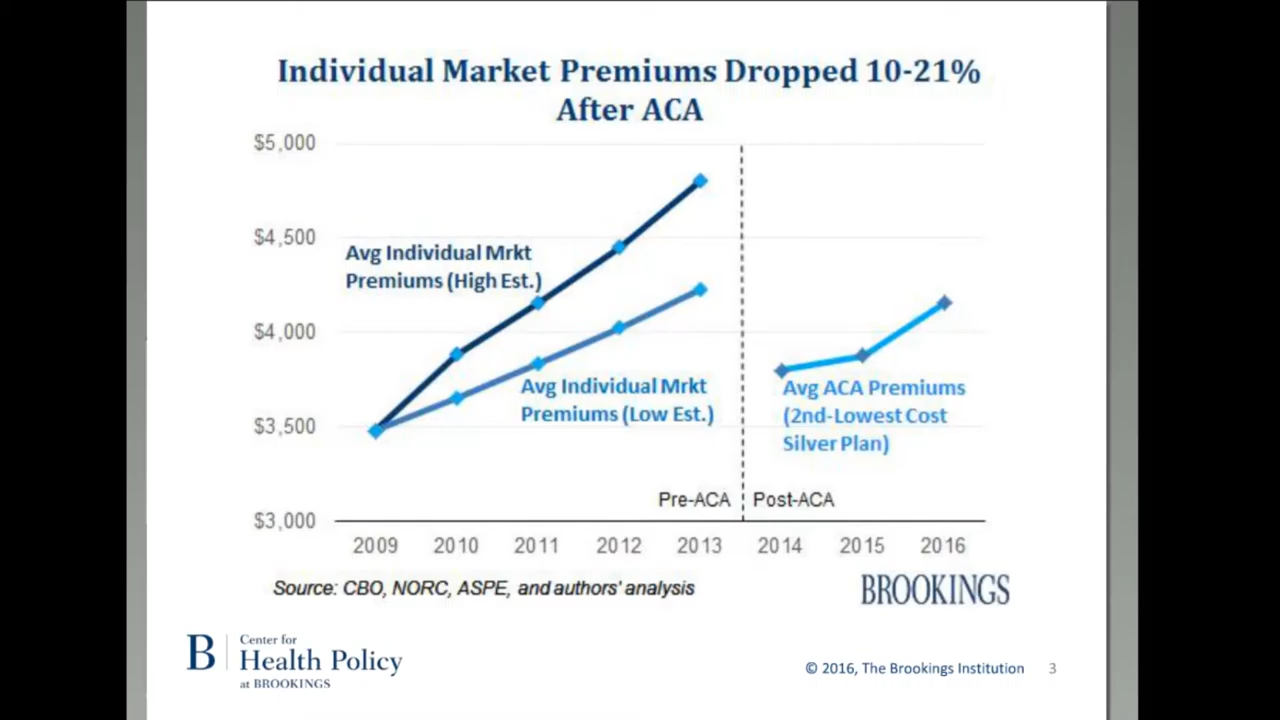 Individual Market Premiums Dropped 10-21%
After ACA
$5,000
$4,500
$4,000
$3,500
$3,000
Avg Individual Mrkt
Premiums (High Est.)
Avg Individual Mrkt
Premiums (Low Est.)
Avg ACA Premiums
(2nd-Lowest Cost
Silver Plan)
Pre-ACA
Post-ACA
2009 2010 2011 2012 2013 2014 2015 2016
Source: CBO, NORC, ASPE, and authors' analysis
BROOKINGS
B
Center for
Health Policy
at BROOKINGS
© 2016, The Brookings Institution 3